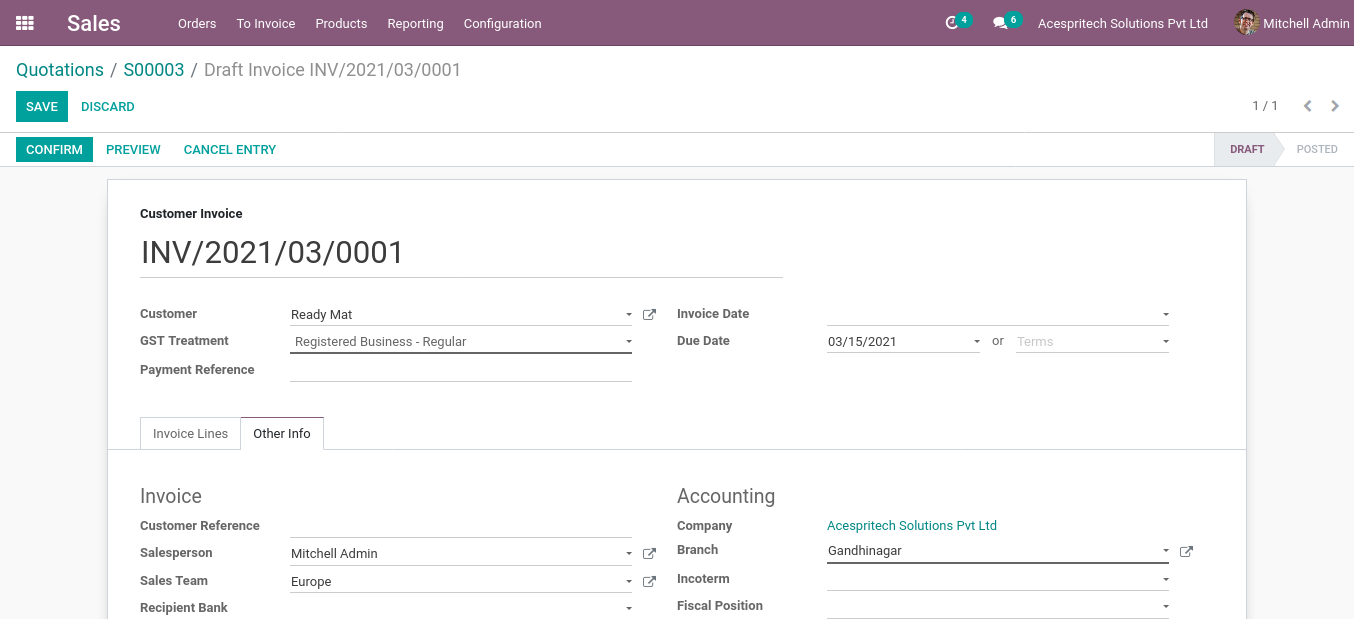 Sales Orders To Invoice Products Reporting Configuration 4 6 Acespritech Solutions Pvt Ltd Mitchell Admin
Quotations / S00003 / Draft Invoice INV/2021/03/0001
SAVE DISCARD 1 / 1
CONFIRM PREVIEW CANCEL ENTRY DRAFT POSTED
Customer Invoice
INV/2021/03/0001
Customer Ready Mat Invoice Date
GST Treatment Registered Business - Regular Due Date 03/15/2021 or Terms
Payment Reference
Invoice Lines Other Info
Invoice Accounting
Customer Reference Company Acespritech Solutions Pvt Ltd
Salesperson Mitchell Admin Branch Gandhinagar
Sales Team Europe Incoterm
Recipient Bank Fiscal Position